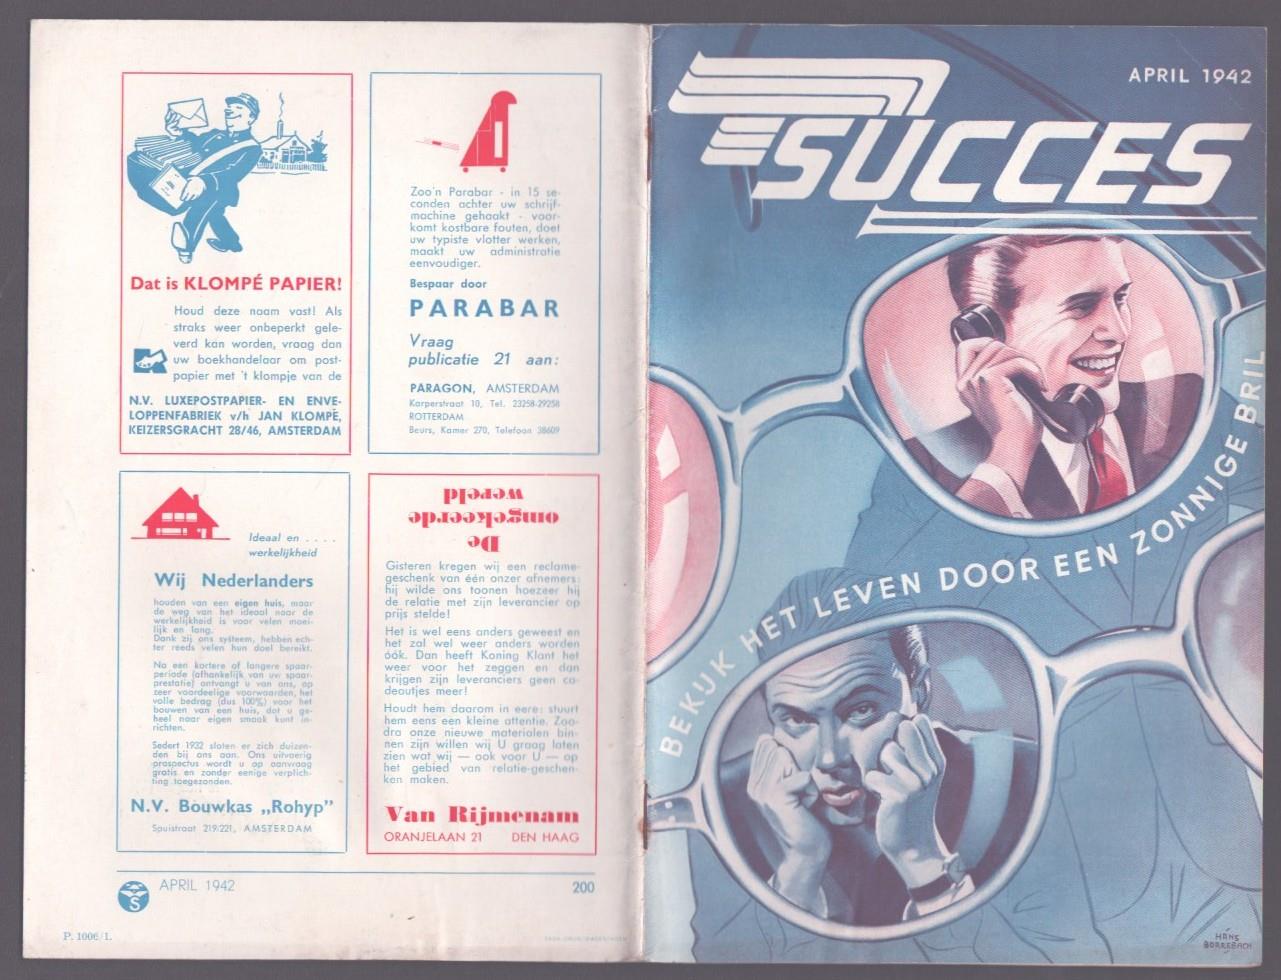 Dat is KLOMPÉ PAPIER!
Houd deze naam vast! Als
straks weer onbeperkt gele-
verd kan worden, vraag dan
uw boekhandelaar om post-
papier met 't klompje van de
N.V. LUXEPOSTPAPIER- EN ENVE-
LOPPENFABRIEK v/h JAN KLOMPÉ,
KEIZERSGRACHT 28/46, AMSTERDAM
Zoo'n Parabar - in 15 se-
conden achter uw schrijf-
machine gehaakt - voor-
komt kostbare fouten, doet
uw typiste vlotter werken,
maakt uw administratie
eenvoudiger.
Bespaar door
PARABAR
Vraag
publicatie 21 aan:
PARAGON, AMSTERDAM
Karperstraat 10, Tel. 23258-29258
ROTTERDAM
Beurs, Kamer 270, Telefoon 38609
Ideaal en ....
werkelijkheid
Wij Nederlanders
houden van een eigen huis, maar
de weg van het ideaal naar de
werkelijkheid is voor velen moei-
lijk en lang.
Dank zij ons systeem, hebben ech-
ter reeds velen hun doel bereikt.
Na een kortere of langere spaar-
periode (afhankelijk van uw spaar-
prestatie) ontvangt u van ons, op
zeer voordeelige voorwaarden, het
volle bedrag (dus 100%) voor het
bouwen van een huis, dat u ge-
heel naar eigen smaak kunt in-
richten.
Sedert 1932 sloten er zich duizen-
den bij ons aan. Ons uitvoerig
prospectus wordt u op aanvraag
gratis en zonder eenige verplich-
ting toegezonden.
N.V. Bouwkas „Rohyp”
Spuistraat 219/221, AMSTERDAM
De
omgekeerde
wereld
Gisteren kregen wij een reclame-
geschenk van één onzer afnemers:
hij wilde ons toonen hoezeer hij
de relatie met zijn leverancier op
prijs stelde!
Het is wel eens anders geweest en
het zal wel weer anders worden
óók. Dan heeft Koning Klant het
weer voor het zeggen en dan
krijgen zijn leveranciers geen ca-
deautjes meer!
Houdt hem daarom in eere: stuurt
hem eens een kleine attentie. Zoo-
dra onze nieuwe materialen bin-
nen zijn willen wij U graag laten
zien wat wij — ook voor U — op
het gebied van relatie-geschen-
ken maken.
Van Rijmenam
ORANJELAAN 21 DEN HAAG
S
APRIL 1942
200
P. 1006/1.
APRIL 1942
SUCCES
BEKIJK HET LEVEN DOOR EEN ZONNIGE BRIL
HANS
BORREBACH